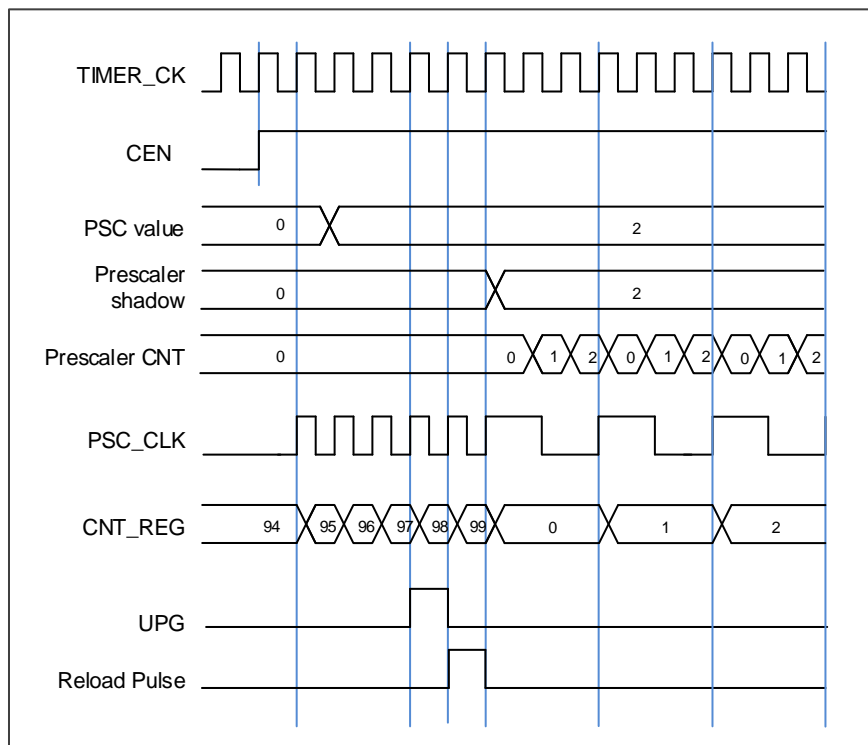 TIMER_CK
CEN
PSC value 0 2
Prescaler
shadow 0 2
Prescaler CNT 0 0 1 2 0 1 2 0 1 2
PSC_CLK
CNT_REG 94 95 96 97 98 99 0 1 2
UPG
Reload Pulse